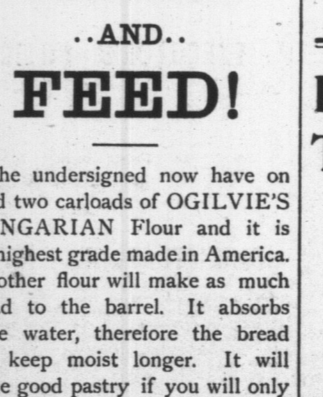 ..AND..
FEED!
he undersigned now have on
d two carloads of OGILVIE'S
NGARIAN Flour and it is
highest grade made in America.
other flour will make as much
d to the barrel. It absorbs
e water, therefore the bread
keep moist longer. It will
e good pastry if you will only